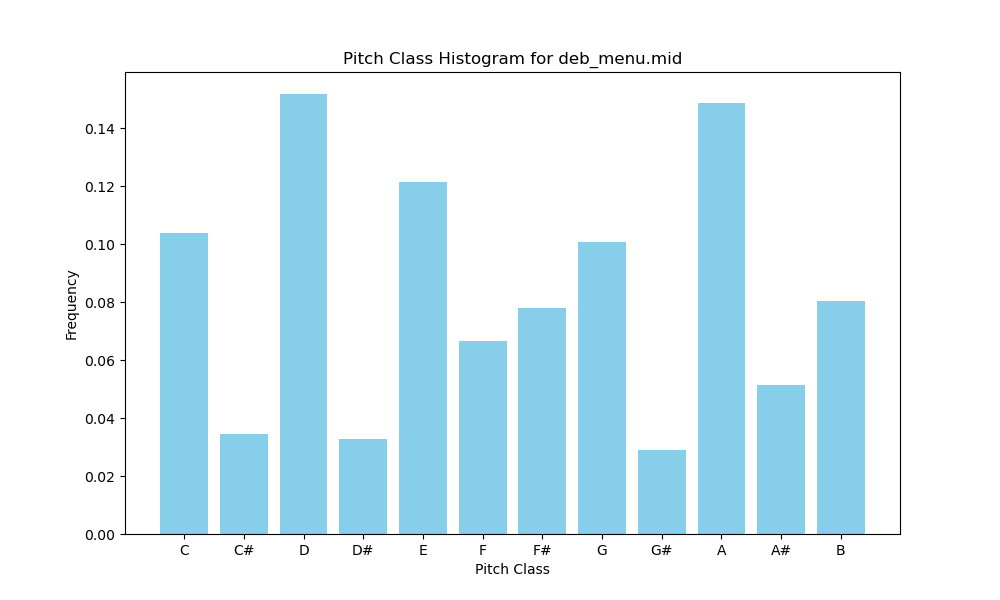 Pitch Class Histogram for deb_menu.mid
Frequency
0.14
0.12
0.10
0.08
0.06
0.04
0.02
0.00
C C# D D# E F F# G G# A A# B
Pitch Class